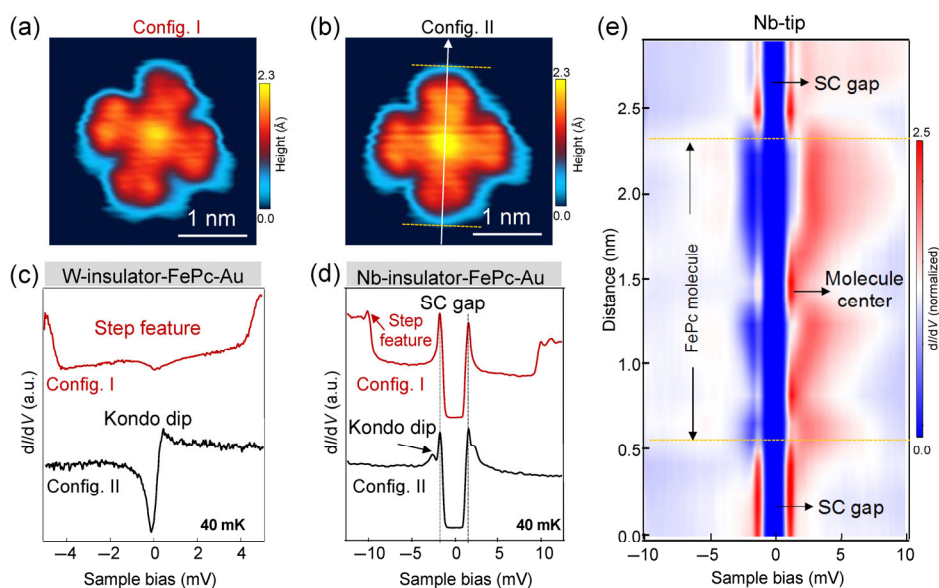 (a)
Config. I
2.3
Height (Å)
0.0
1 nm
(b)
Config. II
2.3
Height (Å)
0.0
1 nm
(c)
W-insulator-FePc-Au
Step feature
Config. I
Kondo dip
Config. II
40 mK
dI/dV (a.u.)
−4 −2 0 2 4
Sample bias (mV)
(d)
Nb-insulator-FePc-Au
SC gap
Step
feature
Config. I
Kondo dip
Config. II
40 mK
dI/dV (a.u.)
−10 −5 0 5 10
Sample bias (mV)
(e)
Nb-tip
SC gap
2.5
2.0
1.5
1.0
0.5
0.0
Distance (nm)
FePc molecule
Molecule
center
SC gap
−10 −5 0 5 10
Sample bias (mV)
2.5
dI/dV (normalized)
0.0